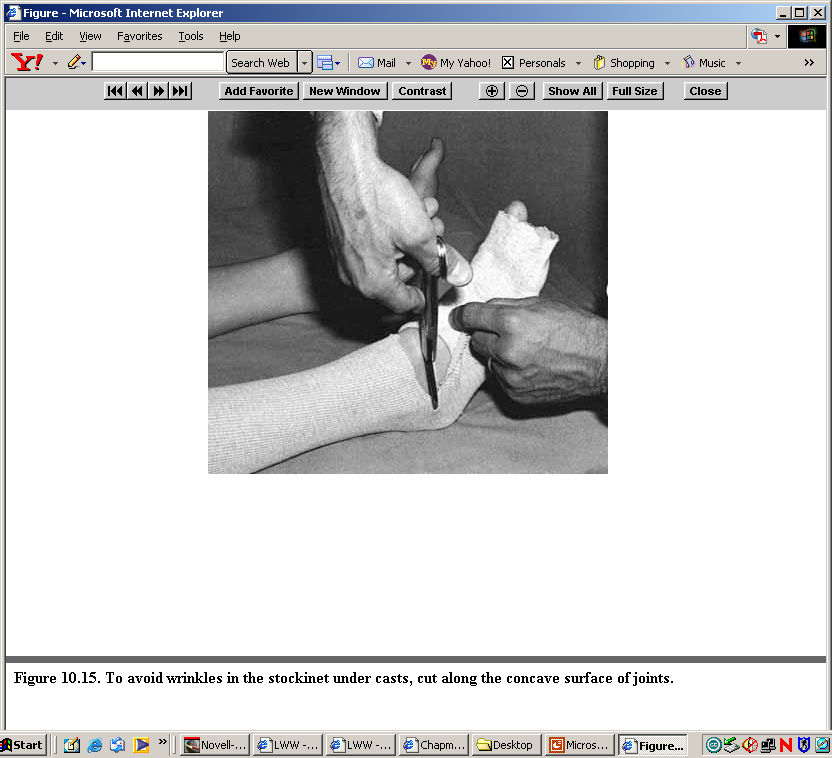 Figure - Microsoft Internet Explorer
File Edit View Favorites Tools Help
Y! Search Web Mail My My Yahoo! Personals Shopping Music »
Add Favorite New Window Contrast Show All Full Size Close
Figure 10.15. To avoid wrinkles in the stockinet under casts, cut along the concave surface of joints.
Start » Novell-... LWW -... LWW -... Chapm... Desktop Micros... Figure... N